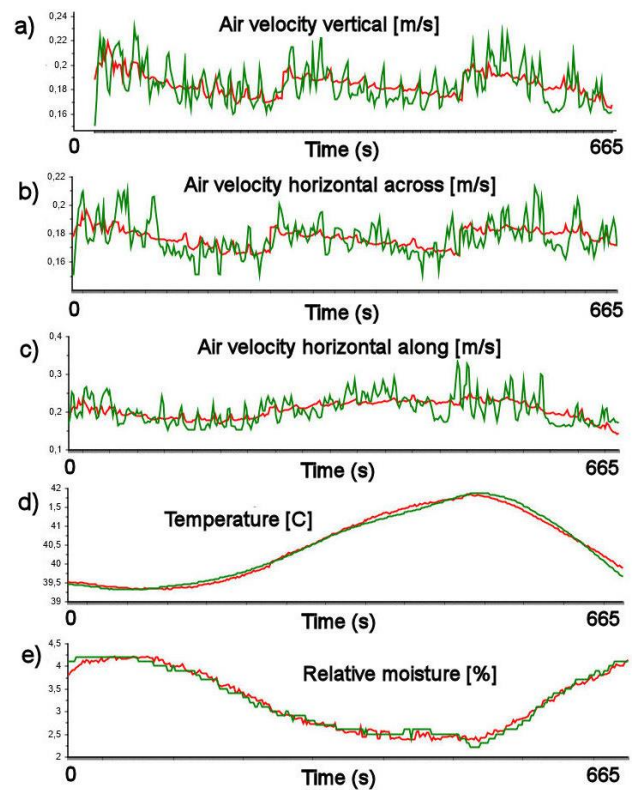 a)
Air velocity vertical [m/s]
0,24
0,22
0,2
0,18
0,16
0
Time (s)
665
b)
Air velocity horizontal across [m/s]
0,22
0,2
0,18
0,16
0
Time (s)
665
c)
Air velocity horizontal along [m/s]
0,4
0,3
0,2
0,1
0
Time (s)
665
d)
Temperature [C]
42
41,5
41
40,5
40
39,5
39
0
Time (s)
665
e)
Relative moisture [%]
4,5
4
3,5
3
2,5
2
0
Time (s)
665